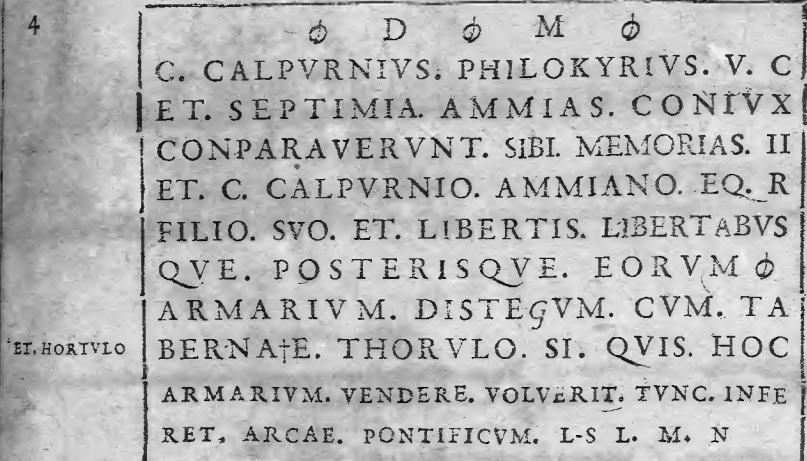 4
ϕ D ϕ M ϕ
C. CALPVRNIVS. PHILOKYRIVS. V. C
ET. SEPTIMIA. AMMIAS. CONIVX
CONPARAVERVNT. SIBI. MEMORIAS. II
ET. C. CALPVRNIO. AMMIANO. EQ. R
FILIO. SVO. ET. LIBERTIS. LIBERTABVS
QVE. POSTERISQVE. EORVM ϕ
ARMARIVM. DISTEGVM. CVM. TA
BERNA†E. THORVLO. SI. QVIS. HOC
†ET. HORTVLO
ARMARIVM. VENDERE. VOLVERIT. TVNC. INFE
RET. ARCAE. PONTIFICVM. L-S L. M. N